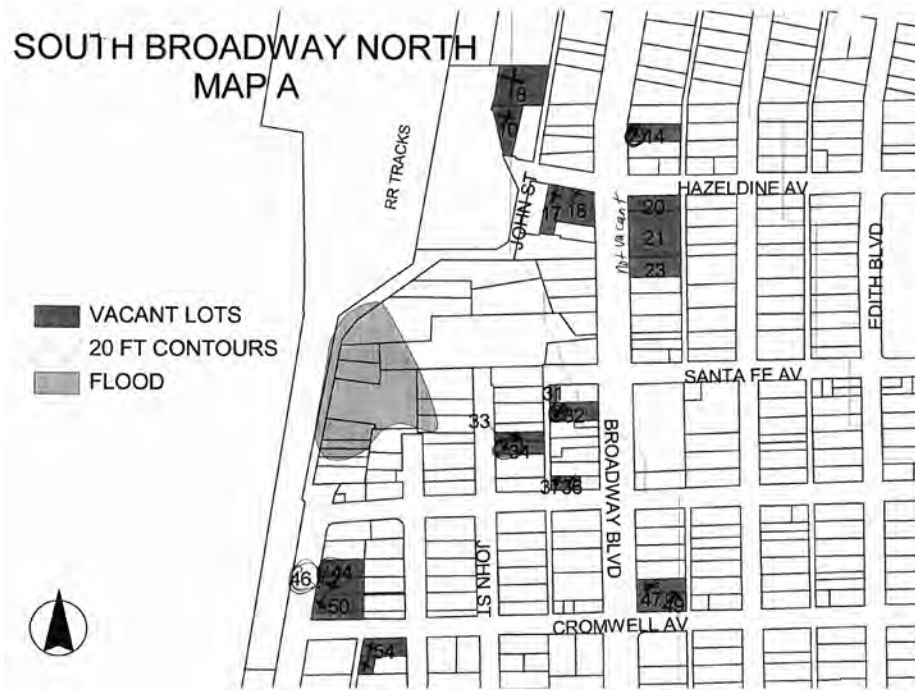 SOUTH BROADWAY NORTH
MAP A
8
10
14
RR TRACKS
HAZELDINE AV
JOHN ST
17
18
not vacant
20
21
23
EDITH BLVD
VACANT LOTS
20 FT CONTOURS
FLOOD
SANTA FE AV
31
32
33
34
BROADWAY BLVD
37
38
JOHN ST
46
44
50
47
49
CROMWELL AV
54